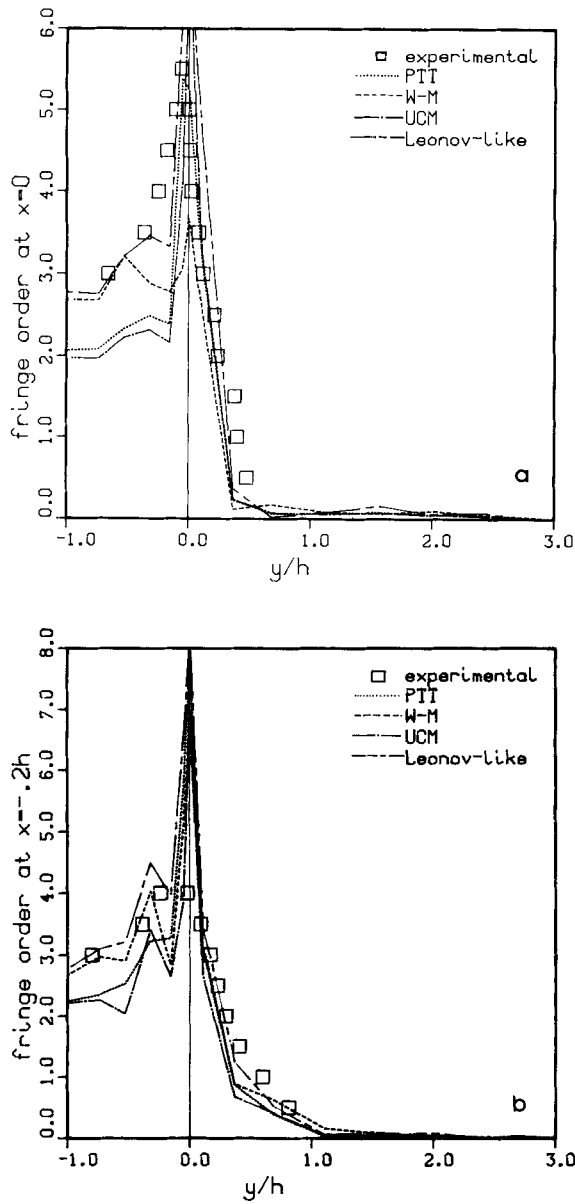 6.0
5.0
4.0
3.0
2.0
1.0
0.0
fringe order at x=0
experimental
PTT
W-M
UCM
Leonov-like
a
-1.0
0.0
1.0
2.0
3.0
y/h
8.0
7.0
6.0
5.0
4.0
3.0
2.0
1.0
0.0
fringe order at x=-.2h
experimental
PTT
W-M
UCM
Leonov-like
b
-1.0
0.0
1.0
2.0
3.0
y/h